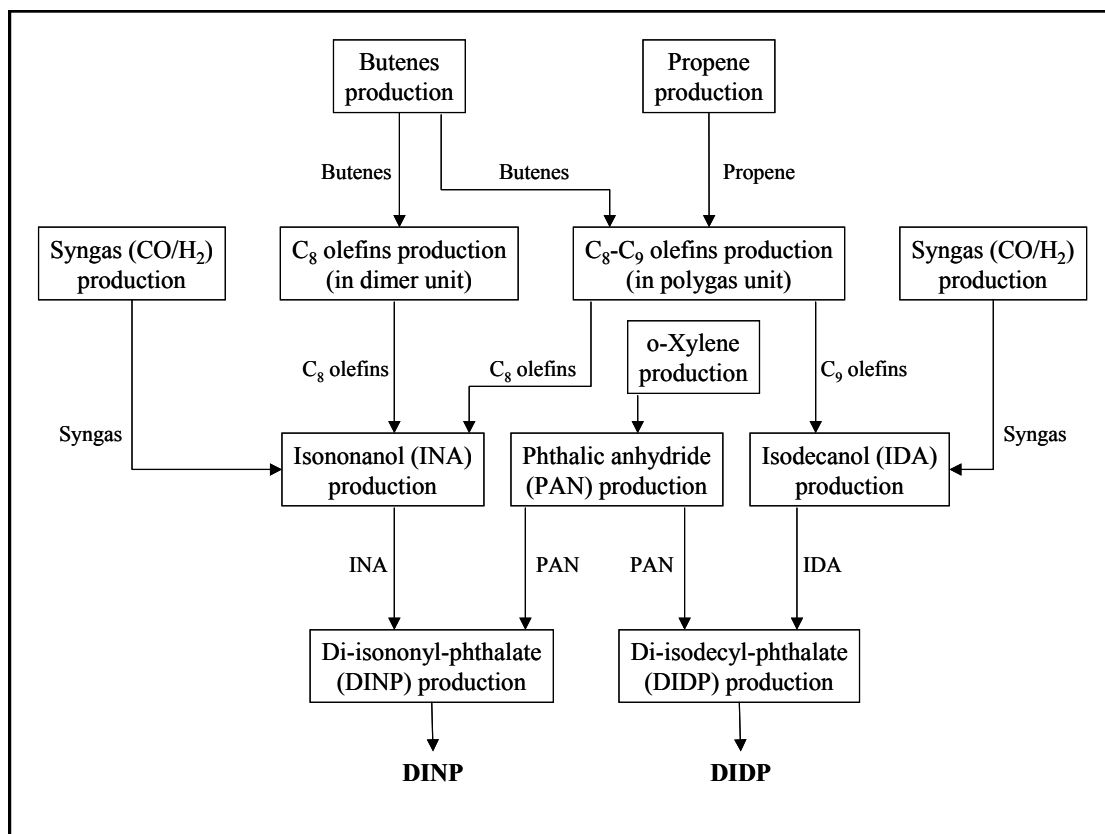 Butenes
production
Propene
production
Butenes
Butenes
Propene
Syngas (CO/H₂)
production
C₈ olefins production
(in dimer unit)
C₈-C₉ olefins production
(in polygas unit)
Syngas (CO/H₂)
production
o-Xylene
production
C₈ olefins
C₈ olefins
C₉ olefins
Syngas
Syngas
Isononanol (INA)
production
Phthalic anhydride
(PAN) production
Isodecanol (IDA)
production
INA
PAN
PAN
IDA
Di-isononyl-phthalate
(DINP) production
Di-isodecyl-phthalate
(DIDP) production
DINP
DIDP